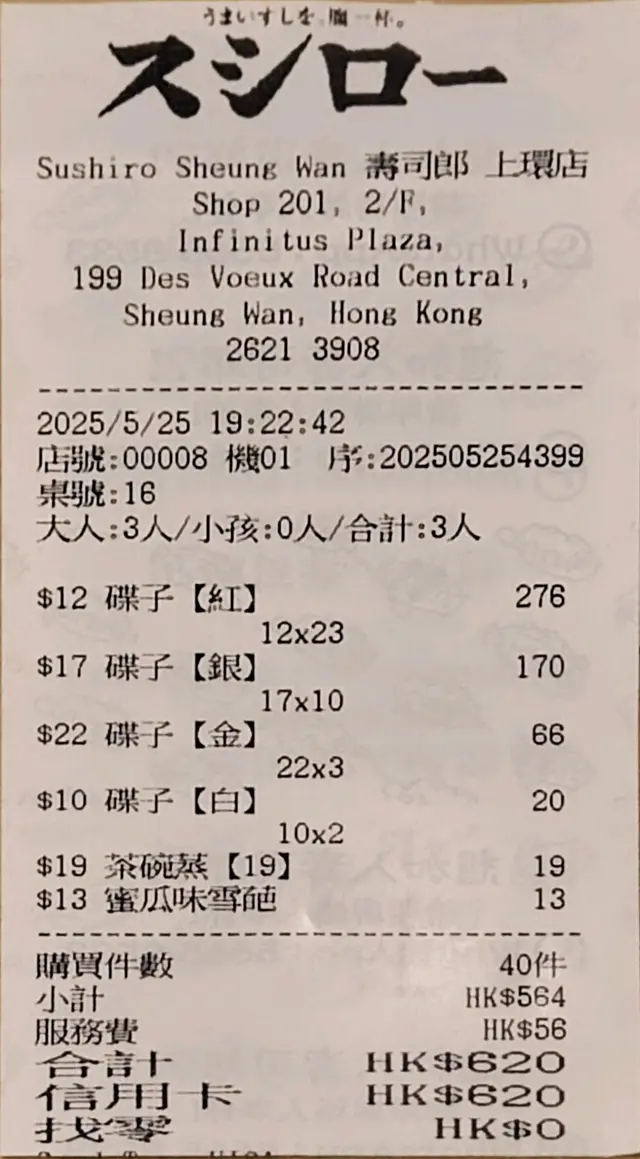 うまいすしを、腹一杯。
スシロー
Sushiro Sheung Wan 壽司郎 上環店
Shop 201, 2/F,
Infinitus Plaza,
199 Des Voeux Road Central,
Sheung Wan, Hong Kong
2621 3908
2025/5/25 19:22:42
店號:00008 機01 序:202505254399
桌號:16
大人:3人/小孩:0人/合計:3人
$12 碟子【紅】 276
12x23
$17 碟子【銀】 170
17x10
$22 碟子【金】 66
22x3
$10 碟子【白】 20
10x2
$19 茶碗蒸【19】 19
$13 蜜瓜味雪葩 13
購買件數 40件
小計 HK$564
服務費 HK$56
合計 HK$620
信用卡 HK$620
找零 HK$0